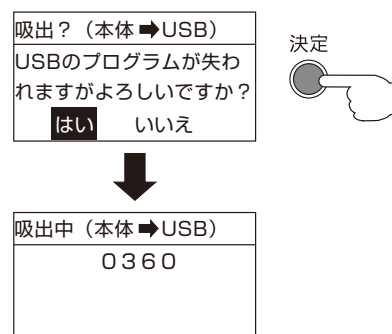 吸出？（本体➡USB）
USBのプログラムが失わ
れますがよろしいですか？
はい　いいえ
決定
吸出中（本体➡USB）
０３６０